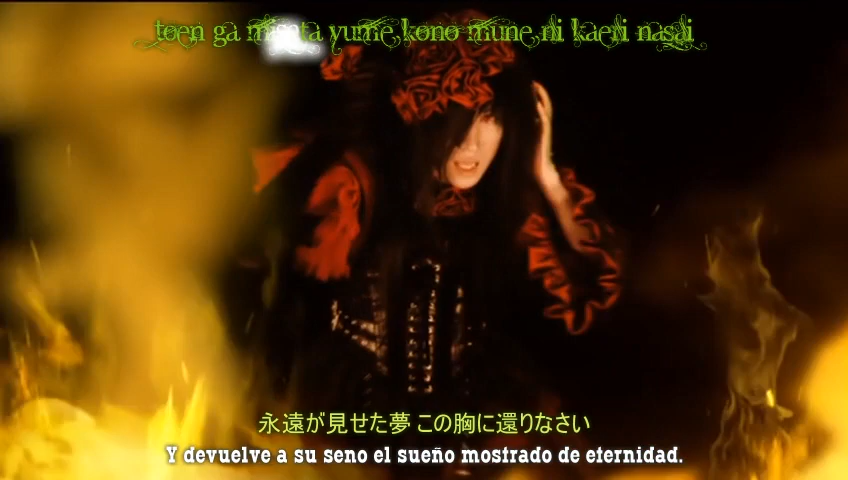 toen ga miseta yume, kono mune ni kaeri nasai
永遠が見せた夢 この胸に還りなさい
Y devuelve a su seno el sueño mostrado de eternidad.